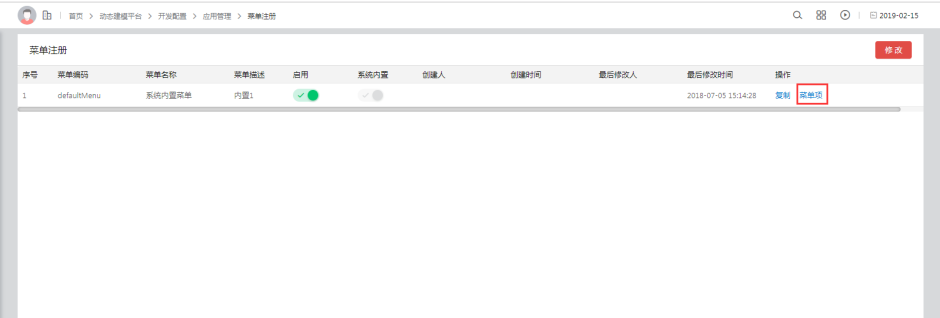 首页 > 动态建模平台 > 开发配置 > 应用管理 > 菜单注册 2019-02-15
菜单注册 修改
序号 菜单编码 菜单名称 菜单描述 启用 系统内置 创建人 创建时间 最后修改人 最后修改时间 操作
1 defaultMenu 系统内置菜单 内置1 2018-07-05 15:14:28 复制 菜单项